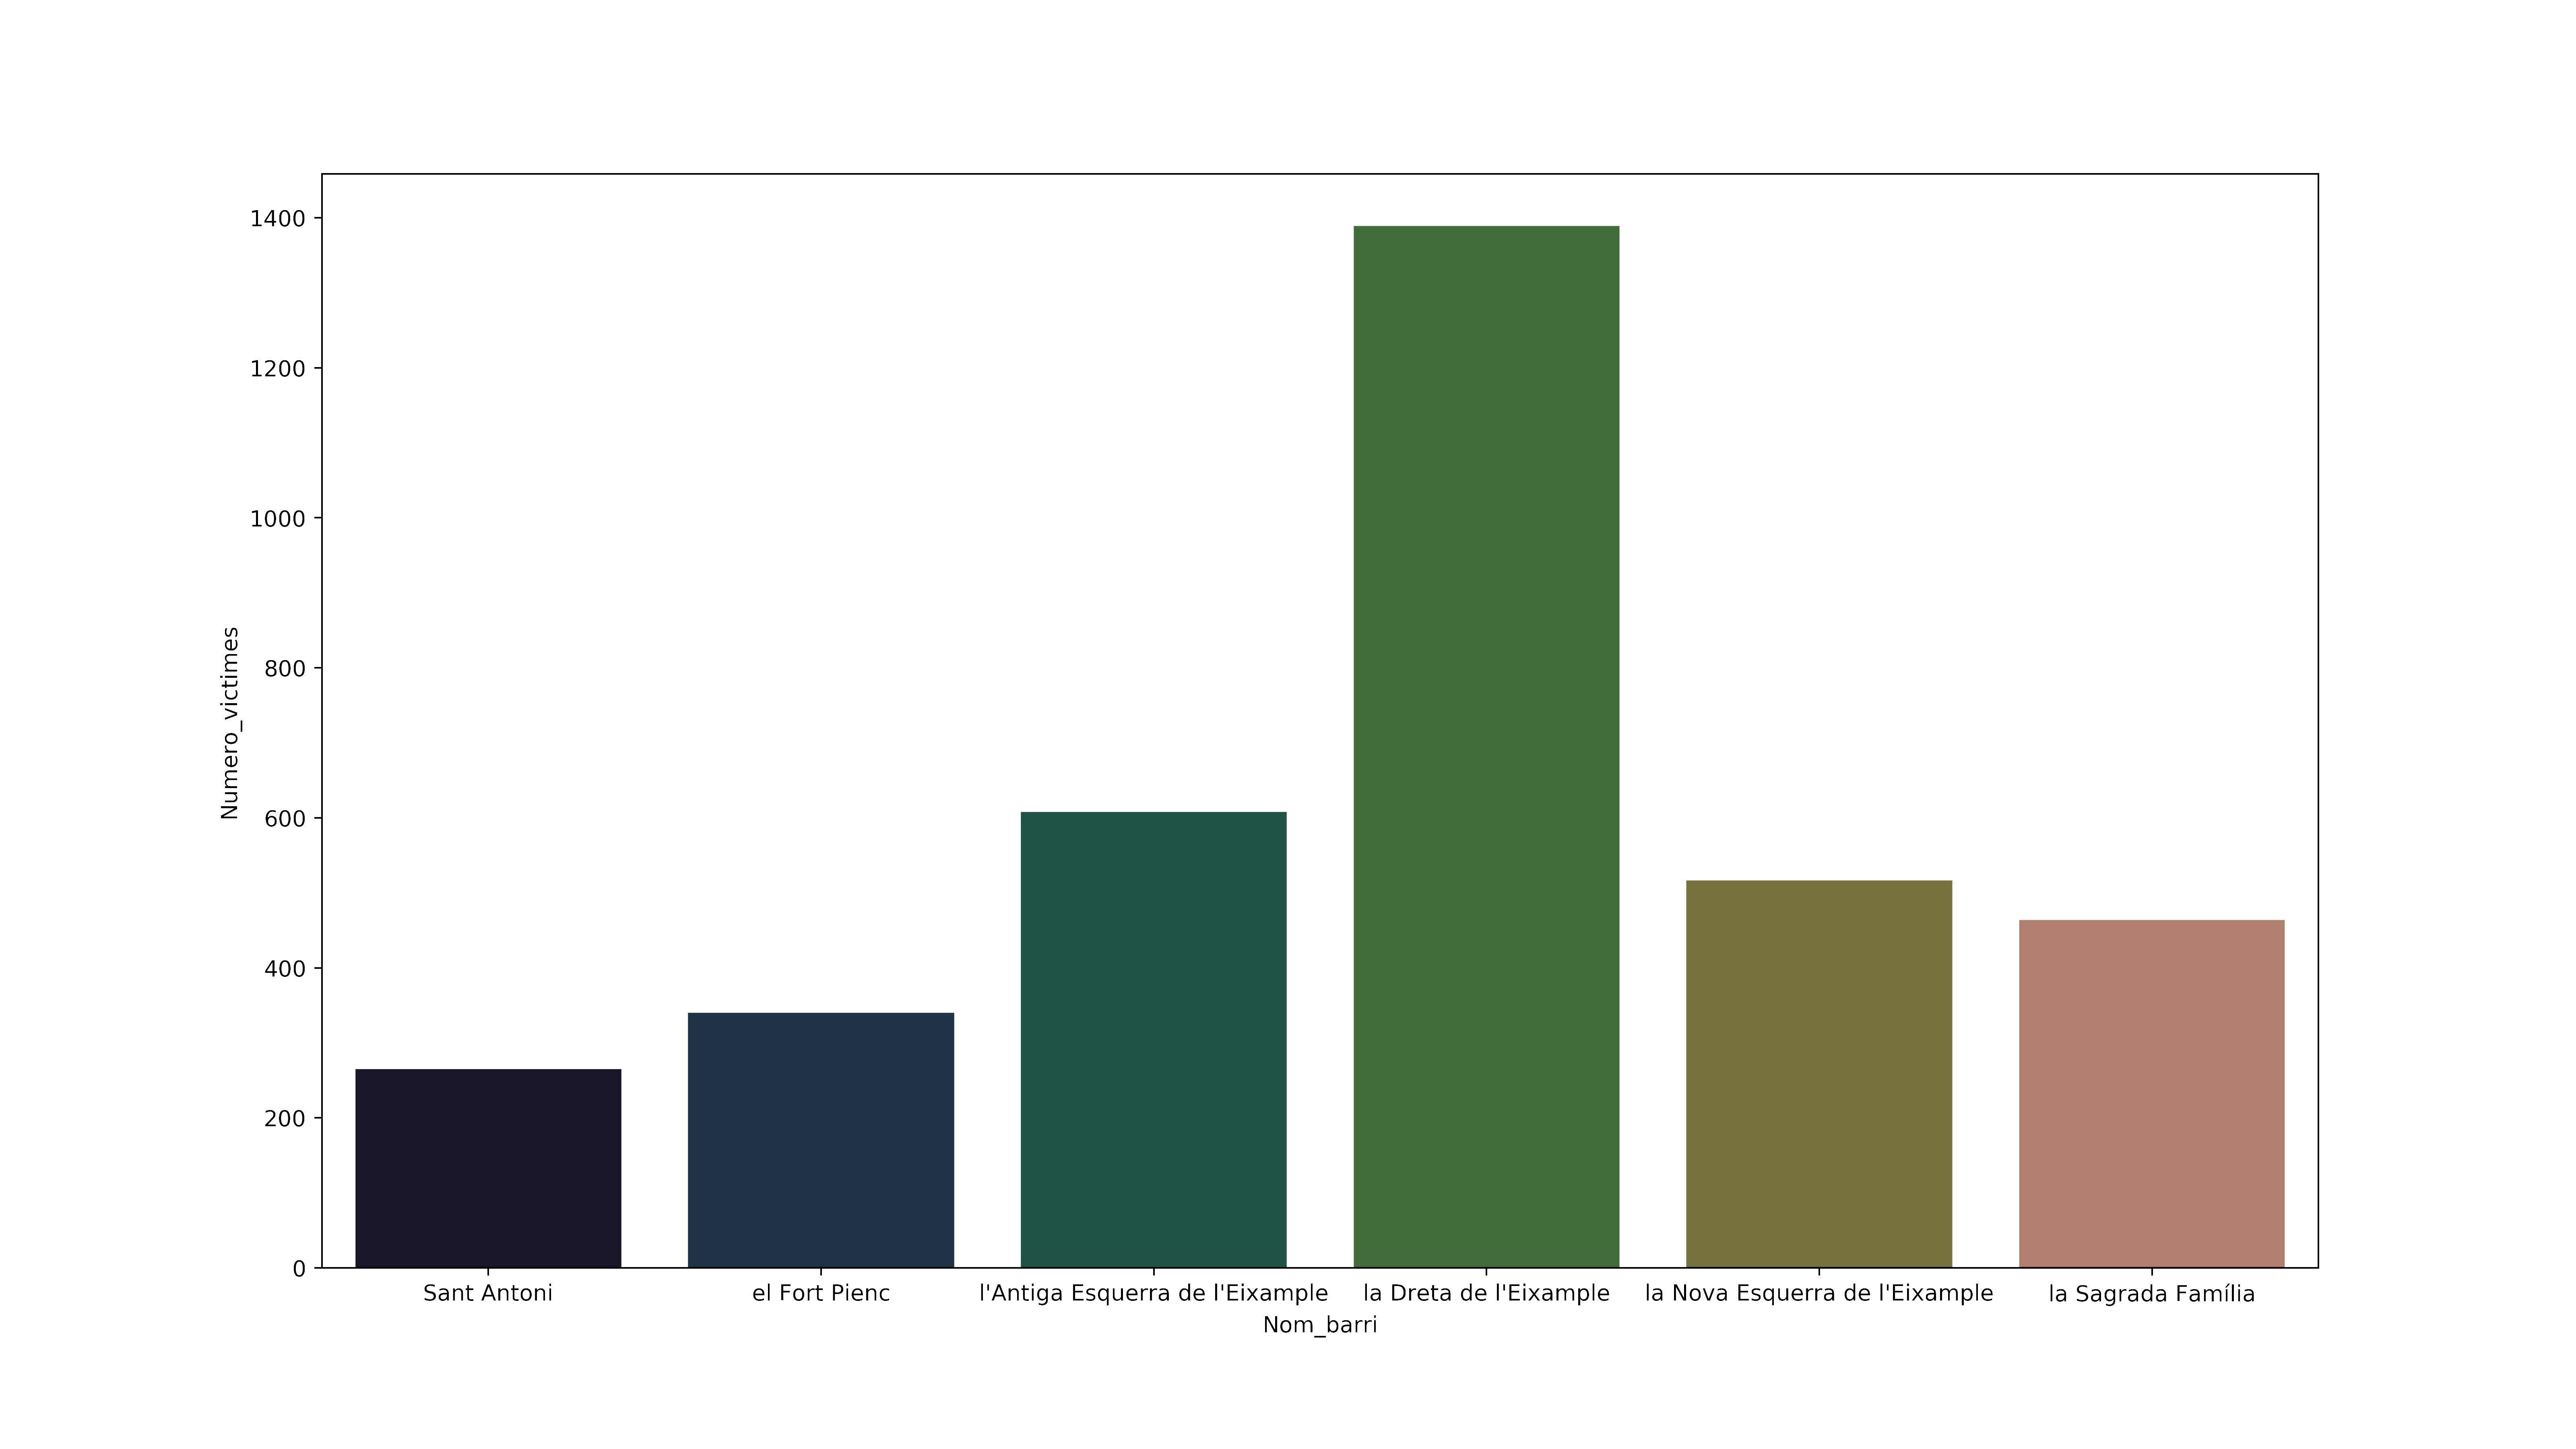 1400
1200
1000
800
600
400
200
0
Numero_victimes
Sant Antoni
el Fort Pienc
l'Antiga Esquerra de l'Eixample
la Dreta de l'Eixample
la Nova Esquerra de l'Eixample
la Sagrada Família
Nom_barri